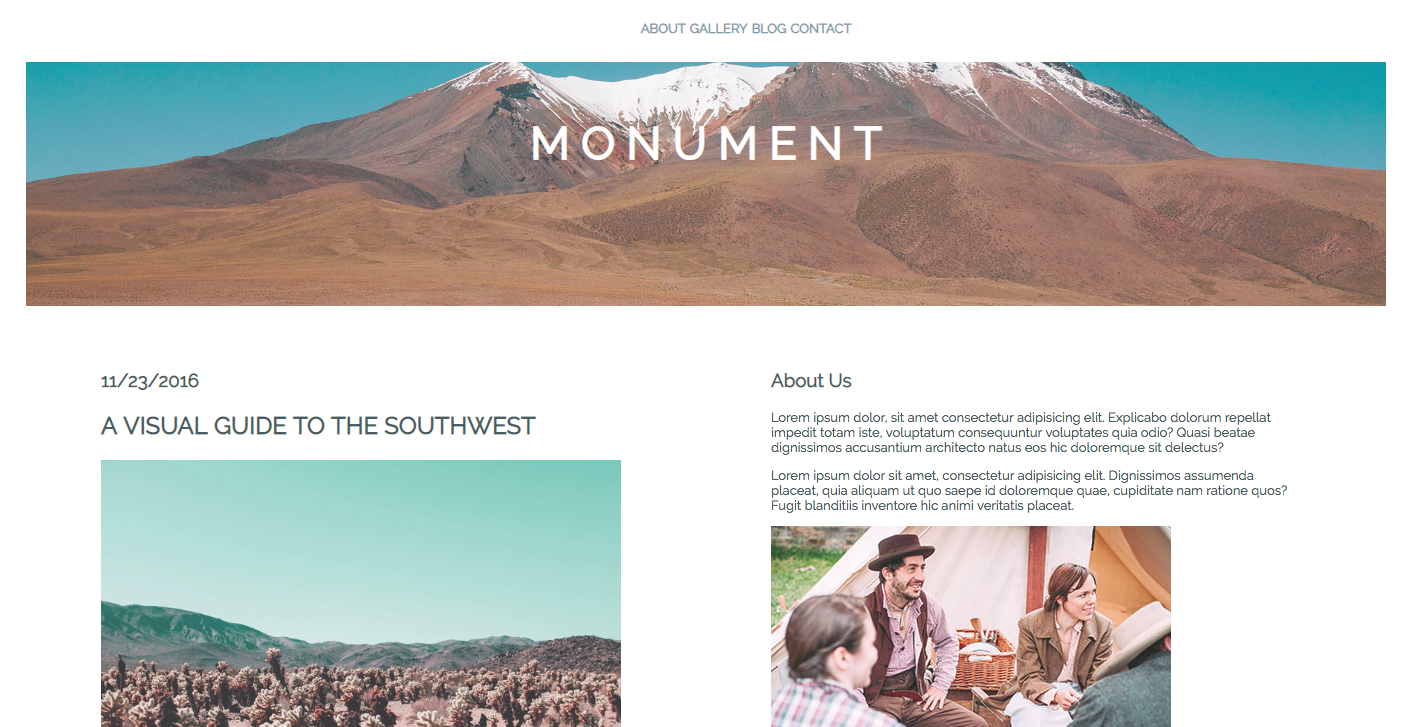 ABOUT GALLERY BLOG CONTACT
MONUMENT
11/23/2016
A VISUAL GUIDE TO THE SOUTHWEST
About Us
Lorem ipsum dolor, sit amet consectetur adipisicing elit. Explicabo dolorum repellat
impedit totam iste, voluptatum consequuntur voluptates quia odio? Quasi beatae
dignissimos accusantium architecto natus eos hic doloremque sit delectus?
Lorem ipsum dolor sit amet, consectetur adipisicing elit. Dignissimos assumenda
placeat, quia aliquam ut quo saepe id doloremque quae, cupiditate nam ratione quos?
Fugit blanditiis inventore hic animi veritatis placeat.